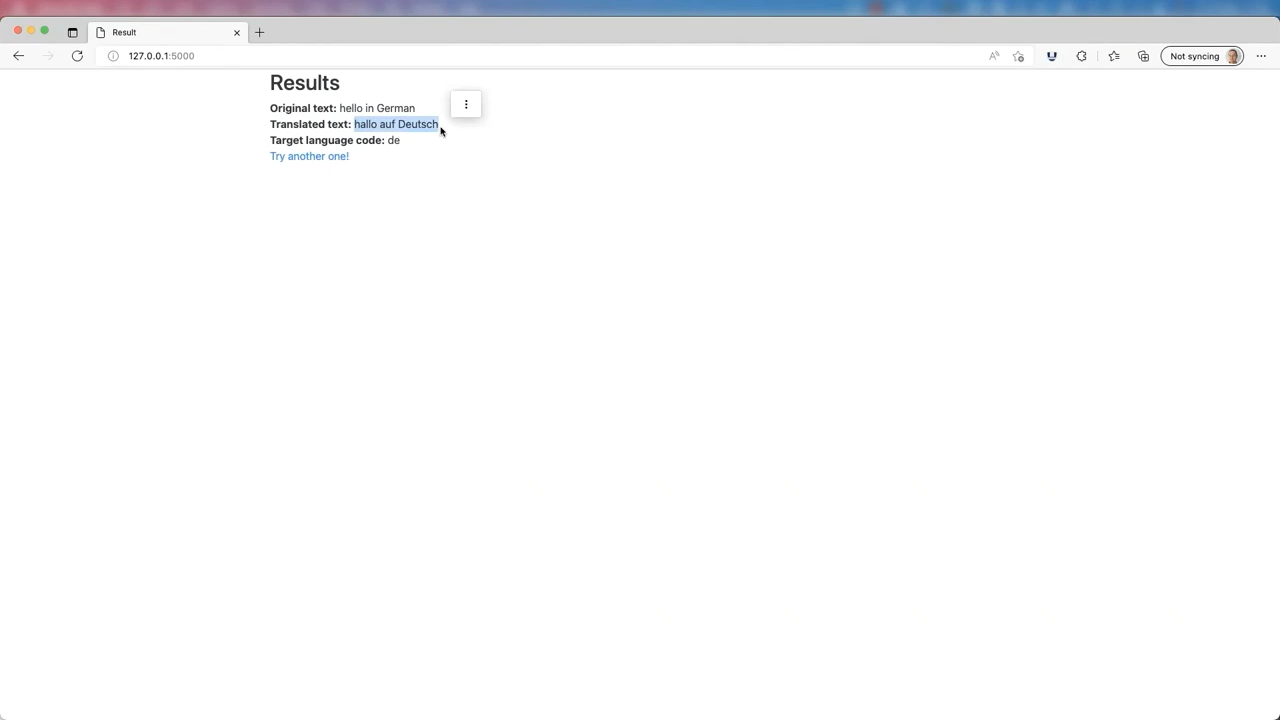 Result
127.0.0.1:5000
Not syncing
Results
Original text: hello in German
Translated text: hallo auf Deutsch
Target language code: de
Try another one!